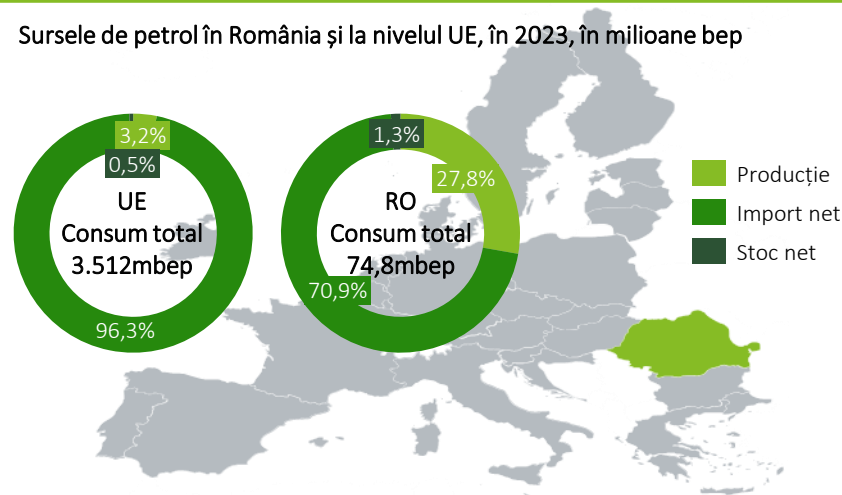 Sursele de petrol în România și la nivelul UE, în 2023, în milioane bep
3,2%
0,5%
UE
Consum total
3.512mbep
96,3%
1,3%
27,8%
RO
Consum total
74,8mbep
70,9%
Producție
Import net
Stoc net